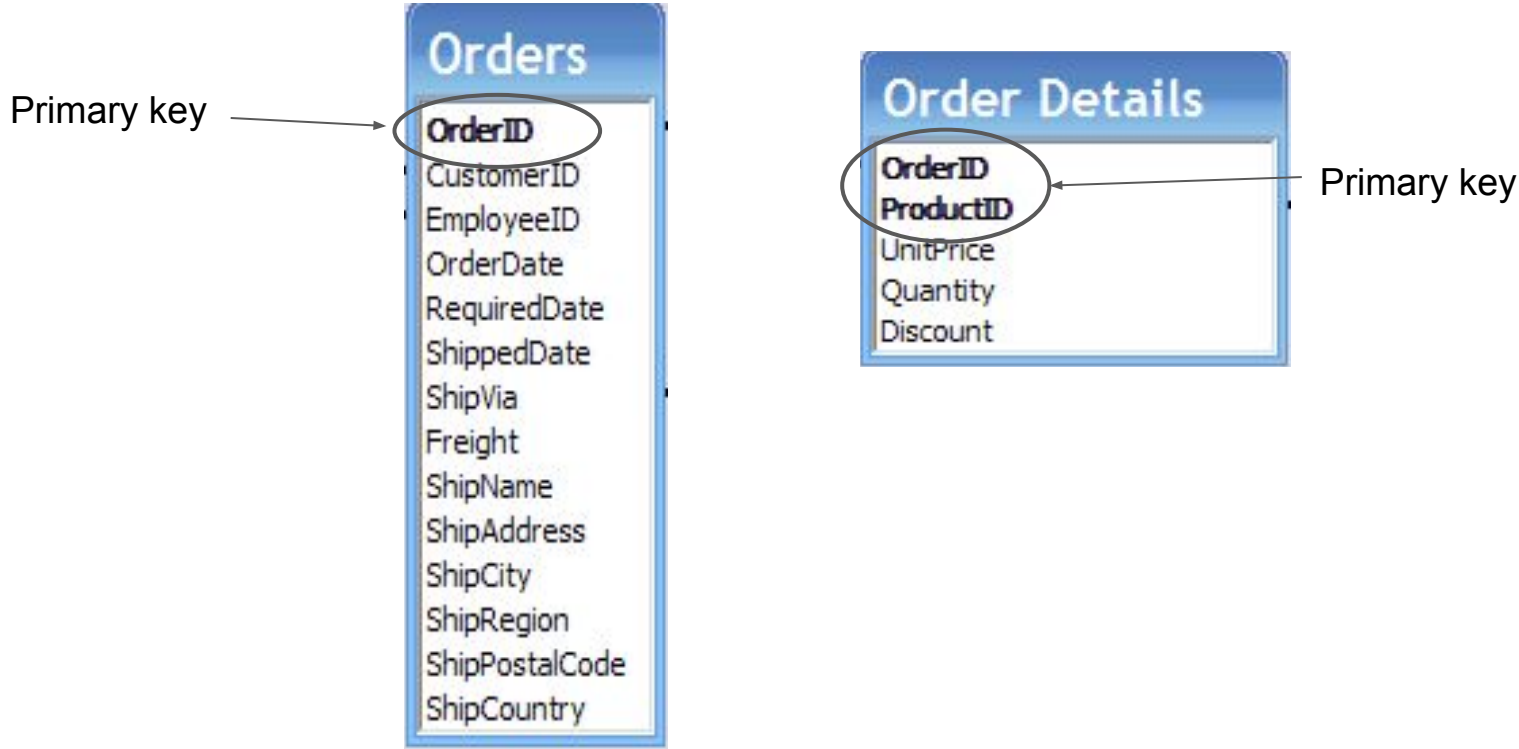 Primary key
Orders
OrderID
CustomerID
EmployeeID
OrderDate
RequiredDate
ShippedDate
ShipVia
Freight
ShipName
ShipAddress
ShipCity
ShipRegion
ShipPostalCode
ShipCountry
Order Details
OrderID
ProductID
UnitPrice
Quantity
Discount
Primary key